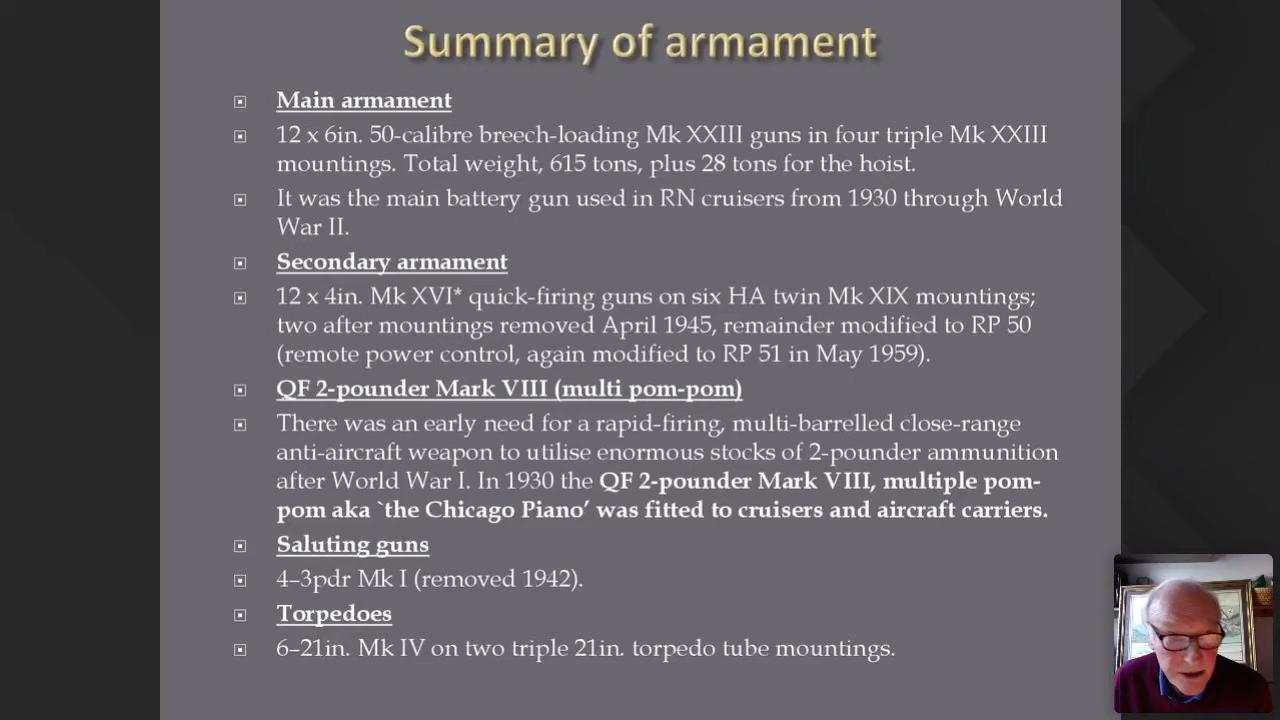 Summary of armament
Main armament
12 x 6in. 50-calibre breech-loading Mk XXIII guns in four triple Mk XXIII
mountings. Total weight, 615 tons, plus 28 tons for the hoist.
It was the main battery gun used in RN cruisers from 1930 through World
War II.
Secondary armament
12 x 4in. Mk XVI* quick-firing guns on six HA twin Mk XIX mountings;
two after mountings removed April 1945, remainder modified to RP 50
(remote power control, again modified to RP 51 in May 1959).
QF 2-pounder Mark VIII (multi pom-pom)
There was an early need for a rapid-firing, multi-barrelled close-range
anti-aircraft weapon to utilise enormous stocks of 2-pounder ammunition
after World War I. In 1930 the QF 2-pounder Mark VIII, multiple pom-
pom aka `the Chicago Piano’ was fitted to cruisers and aircraft carriers.
Saluting guns
4–3pdr Mk I (removed 1942).
Torpedoes
6–21in. Mk IV on two triple 21in. torpedo tube mountings.